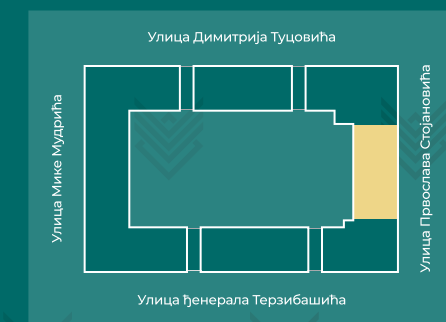 Улица Димитрија Туцовића
Улица Мике Мудрића
Улица Првослава Стојановића
Улица ђенерала Терзибашића